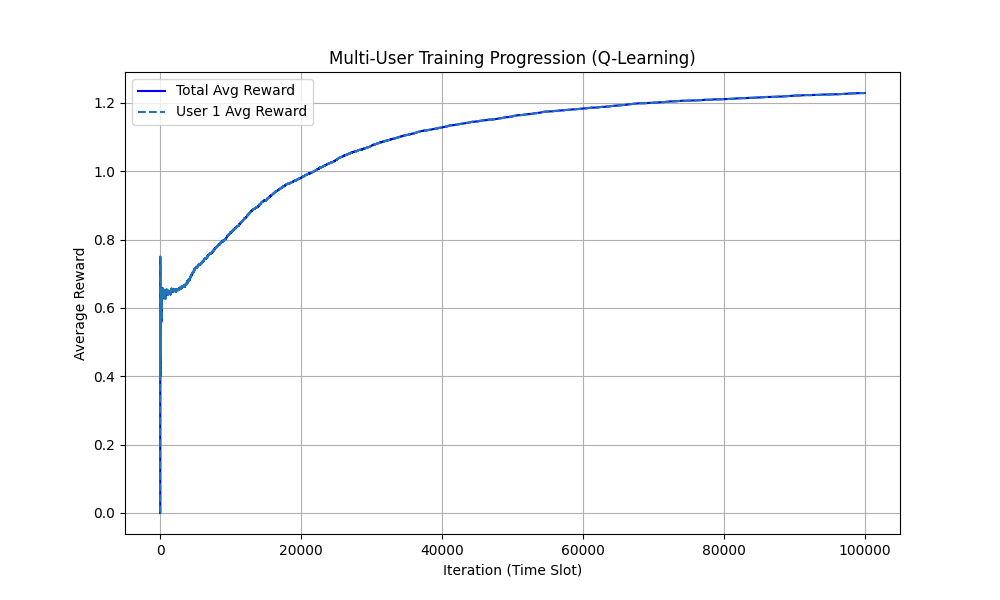 Multi-User Training Progression (Q-Learning)
Total Avg Reward
User 1 Avg Reward
Average Reward
1.2
1.0
0.8
0.6
0.4
0.2
0.0
0 20000 40000 60000 80000 100000
Iteration (Time Slot)